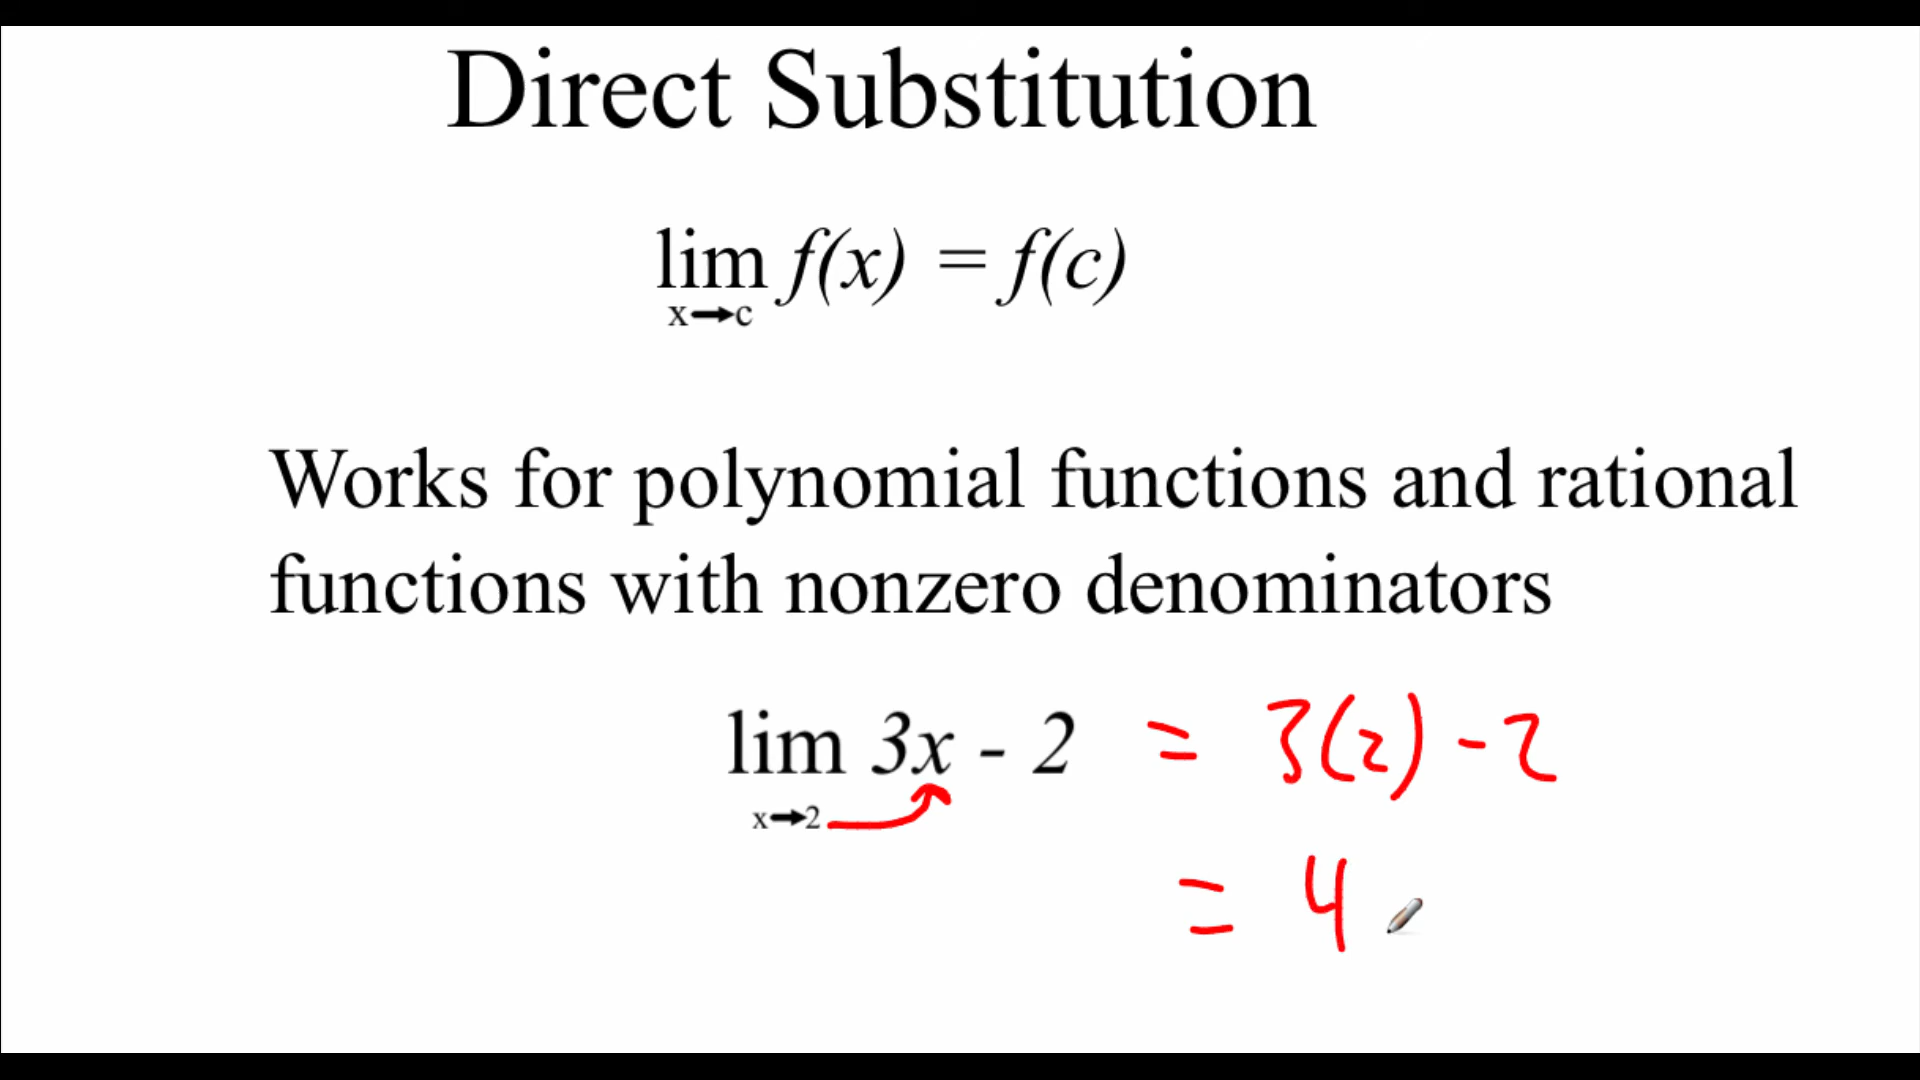 Direct Substitution
lim f(x) = f(c)
x→c
Works for polynomial functions and rational
functions with nonzero denominators
lim 3x - 2 = 3(2) - 2
x→2
= 4